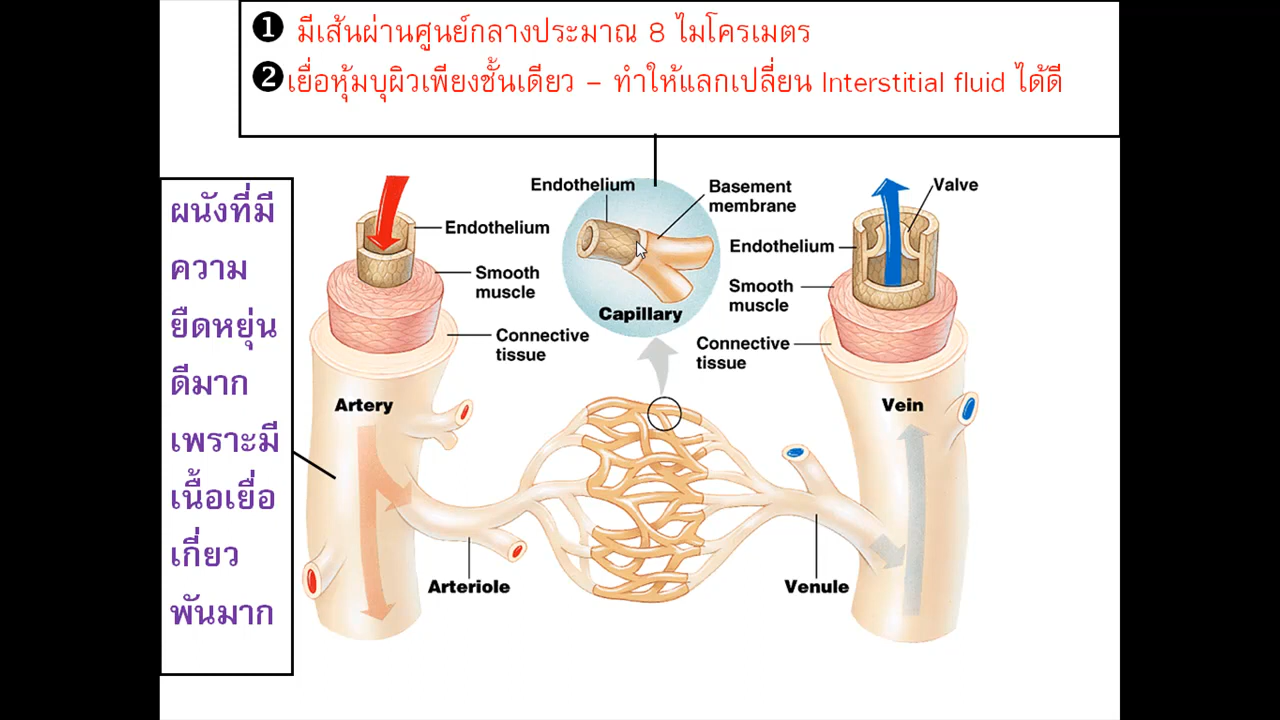 ❶ มีเส้นผ่านศูนย์กลางประมาณ 8 ไมโครเมตร
❷เยื่อหุ้มบุผิวเพียงชั้นเดียว – ทำให้แลกเปลี่ยน Interstitial fluid ได้ดี
ผนังที่มี
ความ
ยืดหยุ่น
ดีมาก
เพราะมี
เนื้อเยื่อ
เกี่ยว
พันมาก
Endothelium
Smooth
muscle
Connective
tissue
Artery
Arteriole
Endothelium
Basement
membrane
Capillary
Valve
Endothelium
Smooth
muscle
Connective
tissue
Vein
Venule